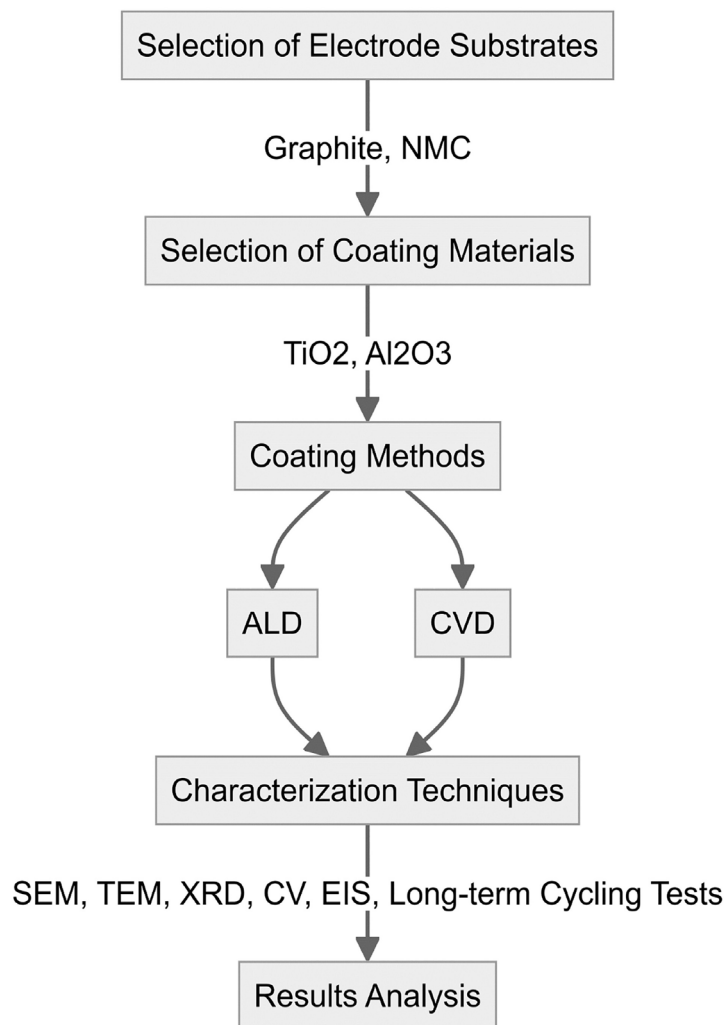 Selection of Electrode Substrates
Graphite, NMC
Selection of Coating Materials
TiO2, Al2O3
Coating Methods
ALD
CVD
Characterization Techniques
SEM, TEM, XRD, CV, EIS, Long-term Cycling Tests
Results Analysis